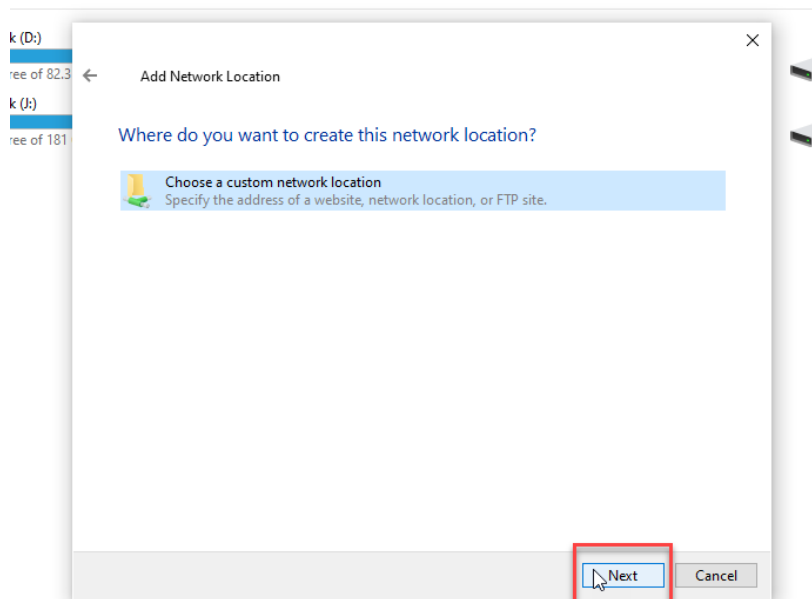 k (D:)
ree of 82.3
k (J:)
ree of 181
Add Network Location
Where do you want to create this network location?
Choose a custom network location
Specify the address of a website, network location, or FTP site.
Next
Cancel